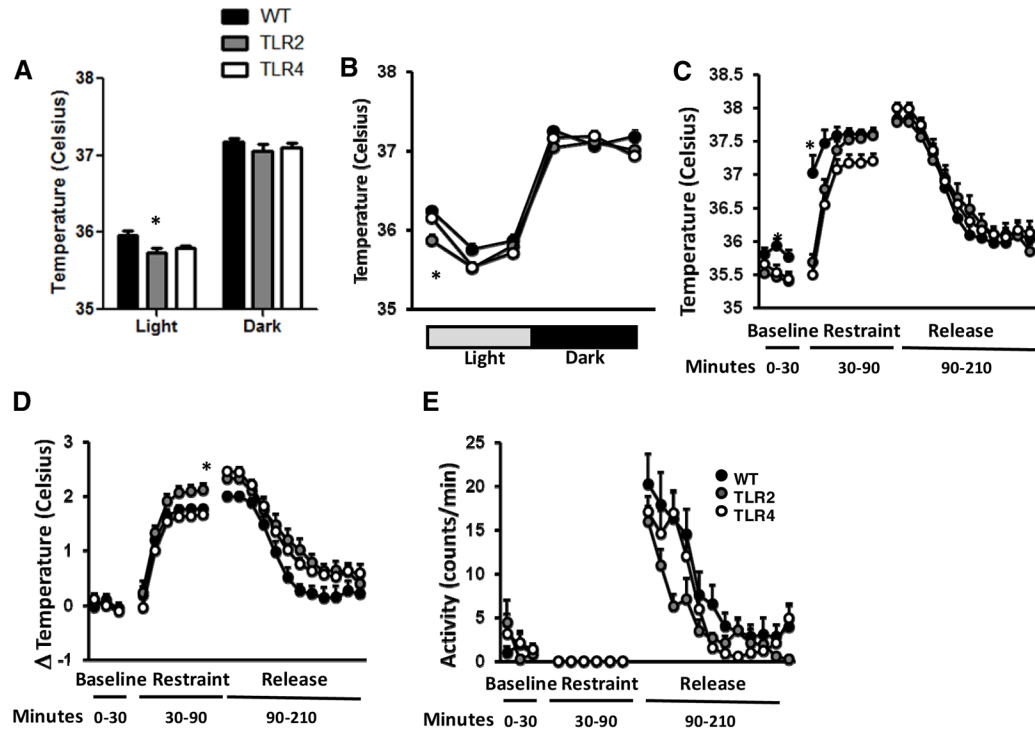 WT
TLR2
TLR4
A
Temperature (Celsius)
38
37
36
35
*
Light
Dark
B
Temperature (Celsius)
38
37
36
35
*
Light
Dark
C
Temperature (Celsius)
38.5
38
37.5
37
36.5
36
35.5
35
*
*
Baseline Restraint Release
Minutes 0-30 30-90 90-210
D
Δ Temperature (Celsius)
3
2
1
0
-1
*
Baseline Restraint Release
Minutes 0-30 30-90 90-210
E
Activity (counts/min)
25
20
15
10
5
0
WT
TLR2
TLR4
Baseline Restraint Release
Minutes 0-30 30-90 90-210